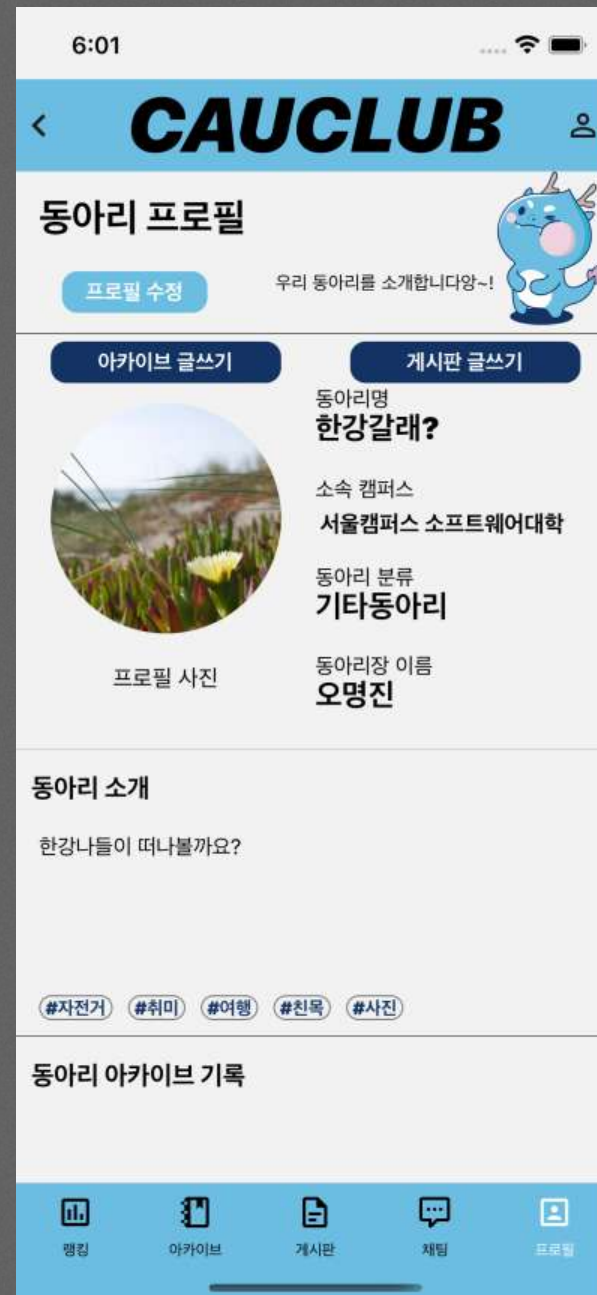 6:01
CAUCLUB
동아리 프로필
프로필 수정
우리 동아리를 소개합니다앙~!
아카이브 글쓰기
게시판 글쓰기
동아리명
한강갈래?
소속 캠퍼스
서울캠퍼스 소프트웨어대학
동아리 분류
기타동아리
프로필 사진
동아리장 이름
오명진
동아리 소개
한강나들이 떠나볼까요?
#자전거 #취미 #여행 #친목 #사진
동아리 아카이브 기록
랭킹 아카이브 게시판 채팅 프로필